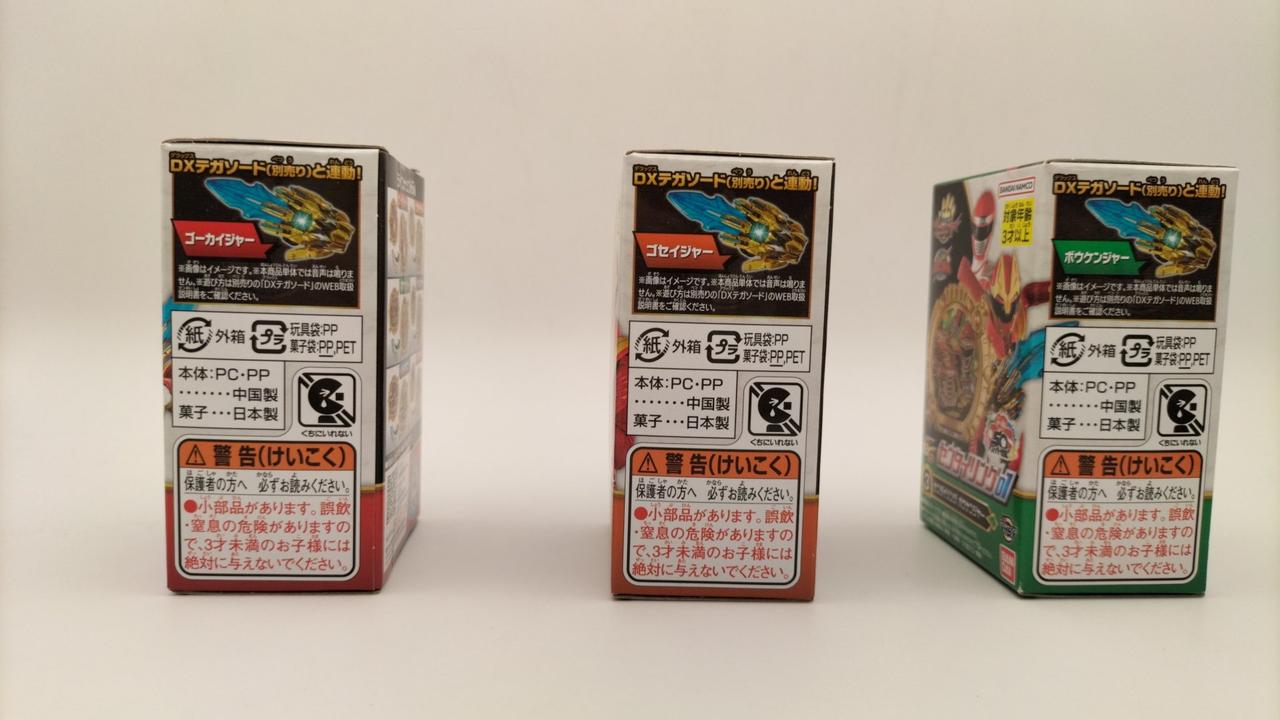 DXテガソード(別売り)と連動!
ゴーカイジャー
※画像はイメージです。※本商品単体では音声は鳴りま
せん。※遊び方は別売りの「DXテガソード」のWEB取扱
説明書をご確認ください。
紙 外箱 プラ 玩具袋:PP
菓子袋:PP,PET
本体:PC・PP
・・・・・・・中国製
菓子・・・日本製
くちにいれない
警告(けいこく)
保護者の方へ 必ずお読みください。
●小部品があります。誤飲
・窒息の危険がありますの
で、3才未満のお子様には
絶対に与えないでください。
DXテガソード(別売り)と連動!
ゴセイジャー
※画像はイメージです。※本商品単体では音声は鳴りま
せん。※遊び方は別売りの「DXテガソード」のWEB取扱
説明書をご確認ください。
紙 外箱 プラ 玩具袋:PP
菓子袋:PP,PET
本体:PC・PP
・・・・・・・中国製
菓子・・・日本製
くちにいれない
警告(けいこく)
保護者の方へ 必ずお読みください。
●小部品があります。誤飲
・窒息の危険がありますの
で、3才未満のお子様には
絶対に与えないでください。
BANDAI NAMCO
対象年齢
3才以上
センタイリング01
DXテガソード(別売り)と連動!
ボウケンジャー
※画像はイメージです。※本商品単体では音声は鳴りま
せん。※遊び方は別売りの「DXテガソード」のWEB取扱
説明書をご確認ください。
紙 外箱 プラ 玩具袋:PP
菓子袋:PP,PET
本体:PC・PP
・・・・・・・中国製
菓子・・・日本製
くちにいれない
警告(けいこく)
保護者の方へ 必ずお読みください。
●小部品があります。誤飲
・窒息の危険がありますの
で、3才未満のお子様には
絶対に与えないでください。